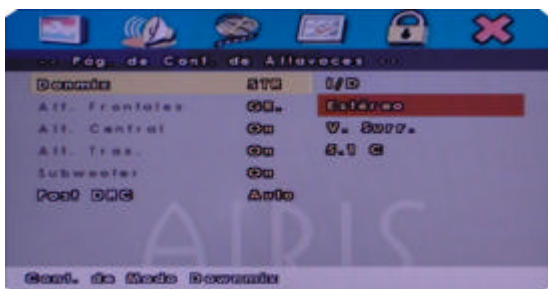 -- Pág. de Conf. de Altavoces --
Donmix STR I/D
Alt. Frontales GR. Estéreo
Alt. Central On V. Surr.
Alt. Tras. On 5.1 C
Subwoofer On
Post DRC Auto
AIRIS
Conf. de Modo Downmix